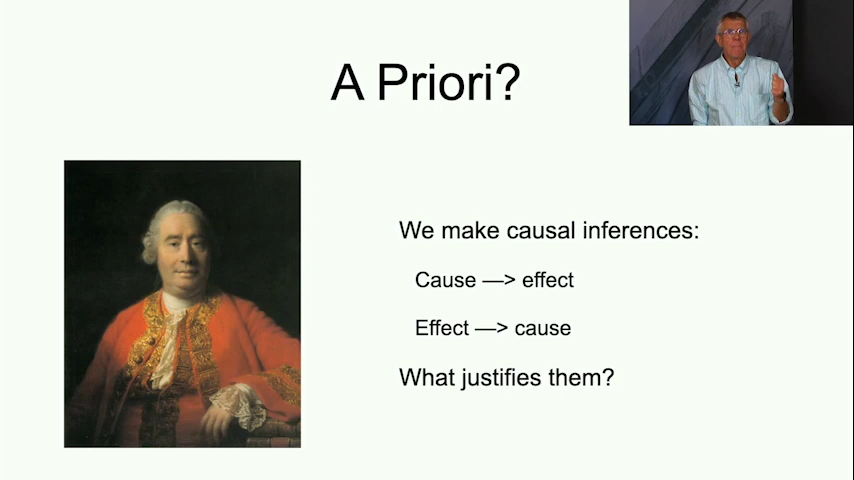 A Priori?
We make causal inferences:
Cause —> effect
Effect —> cause
What justifies them?